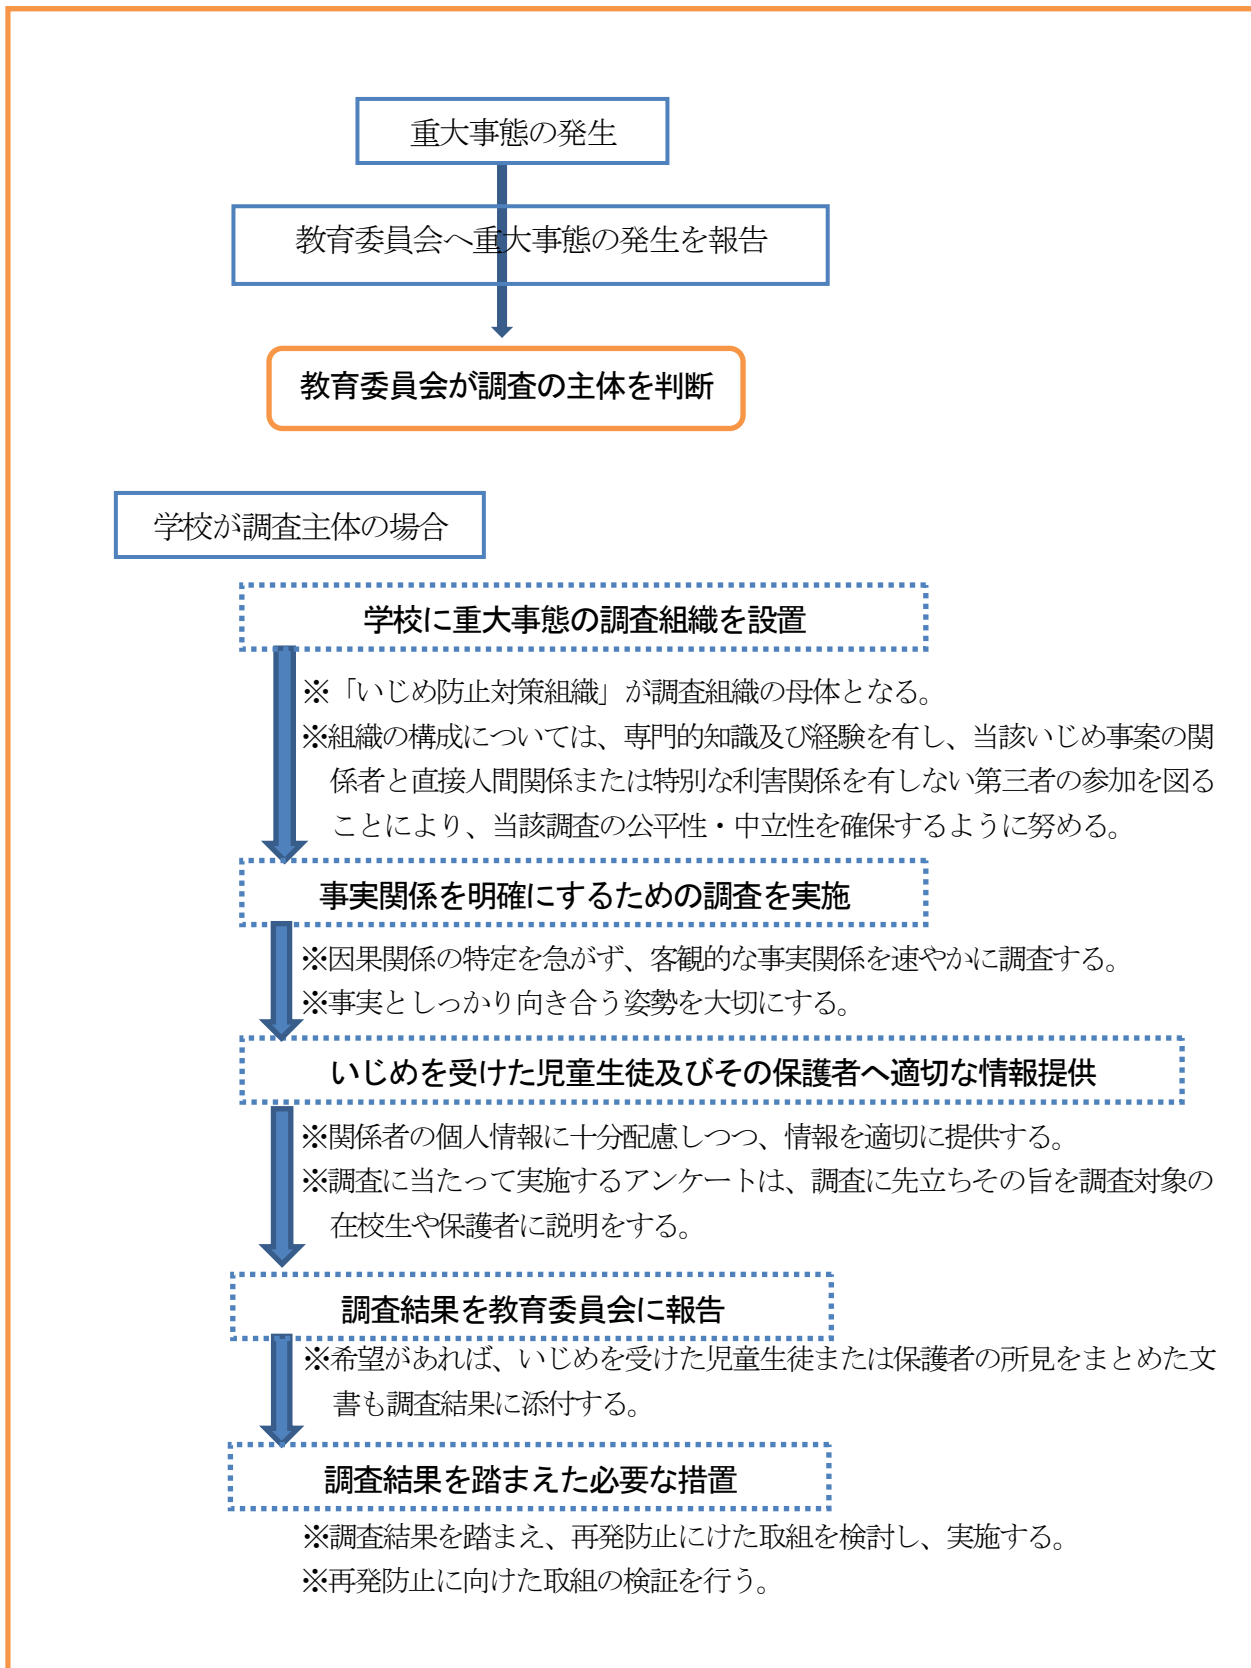 重大事態の発生
教育委員会へ重大事態の発生を報告
教育委員会が調査の主体を判断
学校が調査主体の場合
学校に重大事態の調査組織を設置
※「いじめ防止対策組織」が調査組織の母体となる。
※組織の構成については、専門的知識及び経験を有し、当該いじめ事案の関
係者と直接人間関係または特別な利害関係を有しない第三者の参加を図る
ことにより、当該調査の公平性・中立性を確保するように努める。
事実関係を明確にするための調査を実施
※因果関係の特定を急がず、客観的な事実関係を速やかに調査する。
※事実としっかり向き合う姿勢を大切にする。
いじめを受けた児童生徒及びその保護者へ適切な情報提供
※関係者の個人情報に十分配慮しつつ、情報を適切に提供する。
※調査に当たって実施するアンケートは、調査に先立ちその旨を調査対象の
在校生や保護者に説明をする。
調査結果を教育委員会に報告
※希望があれば、いじめを受けた児童生徒または保護者の所見をまとめた文
書も調査結果に添付する。
調査結果を踏まえた必要な措置
※調査結果を踏まえ、再発防止にけた取組を検討し、実施する。
※再発防止に向けた取組の検証を行う。